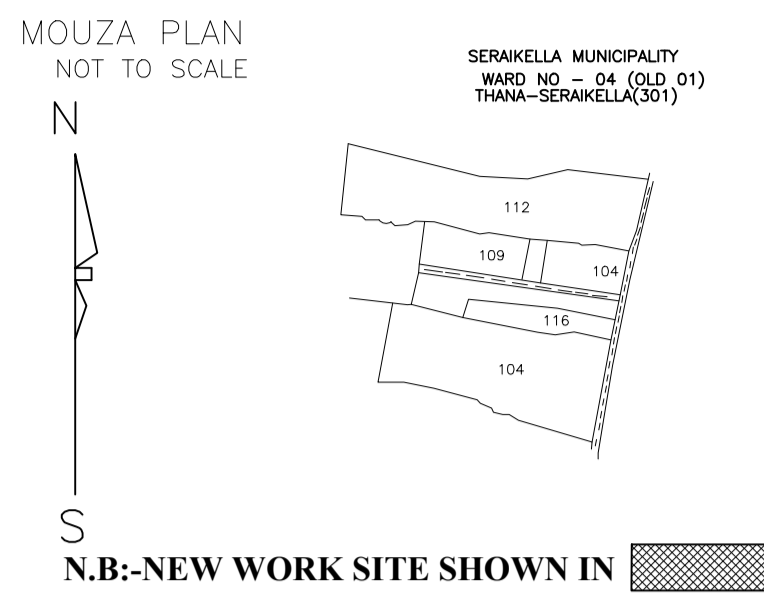 MOUZA PLAN
NOT TO SCALE
SERAIKELLA MUNICIPALITY
WARD NO – 04 (OLD 01)
THANA–SERAIKELLA(301)
N
112
109
104
116
104
S
N.B:-NEW WORK SITE SHOWN IN